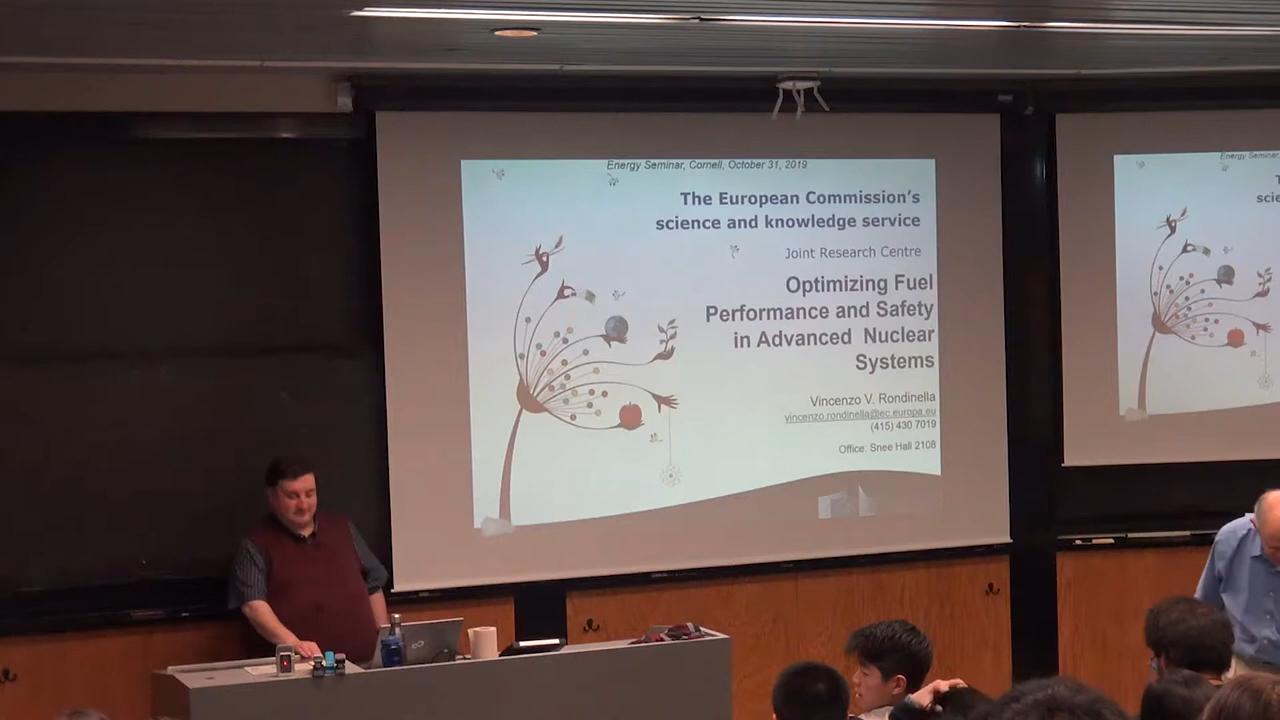 Energy Seminar, Cornell, October 31, 2019
The European Commission's
science and knowledge service
Joint Research Centre
Optimizing Fuel
Performance and Safety
in Advanced Nuclear
Systems
Vincenzo V. Rondinella
vincenzo.rondinella@ec.europa.eu
(415) 430 7019
Office: Snee Hall 2108
Energy Seminar